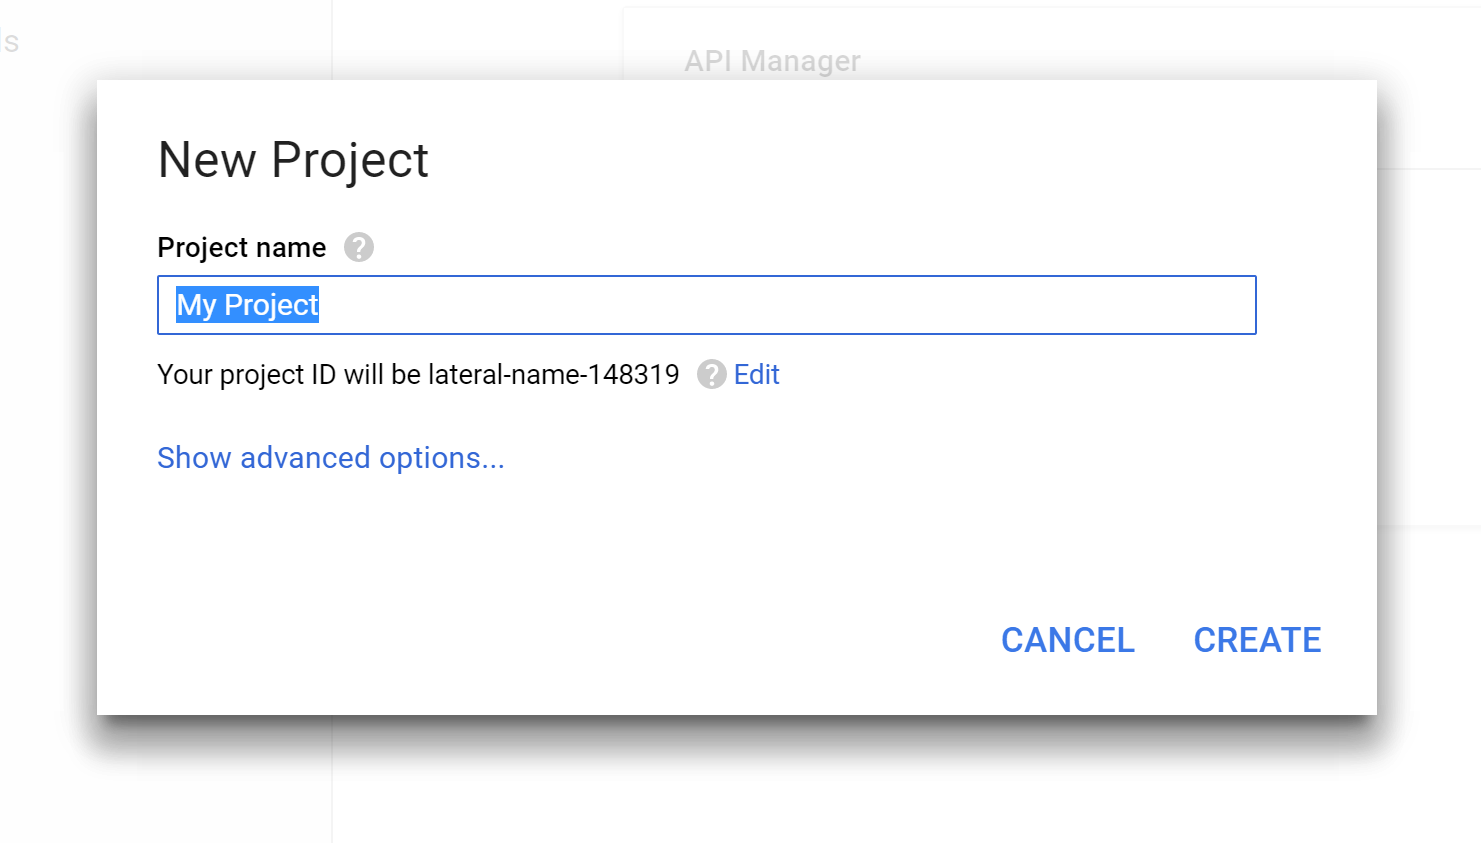 API Manager
New Project
Project name ?
My Project
Your project ID will be lateral-name-148319 ? Edit
Show advanced options...
CANCEL CREATE